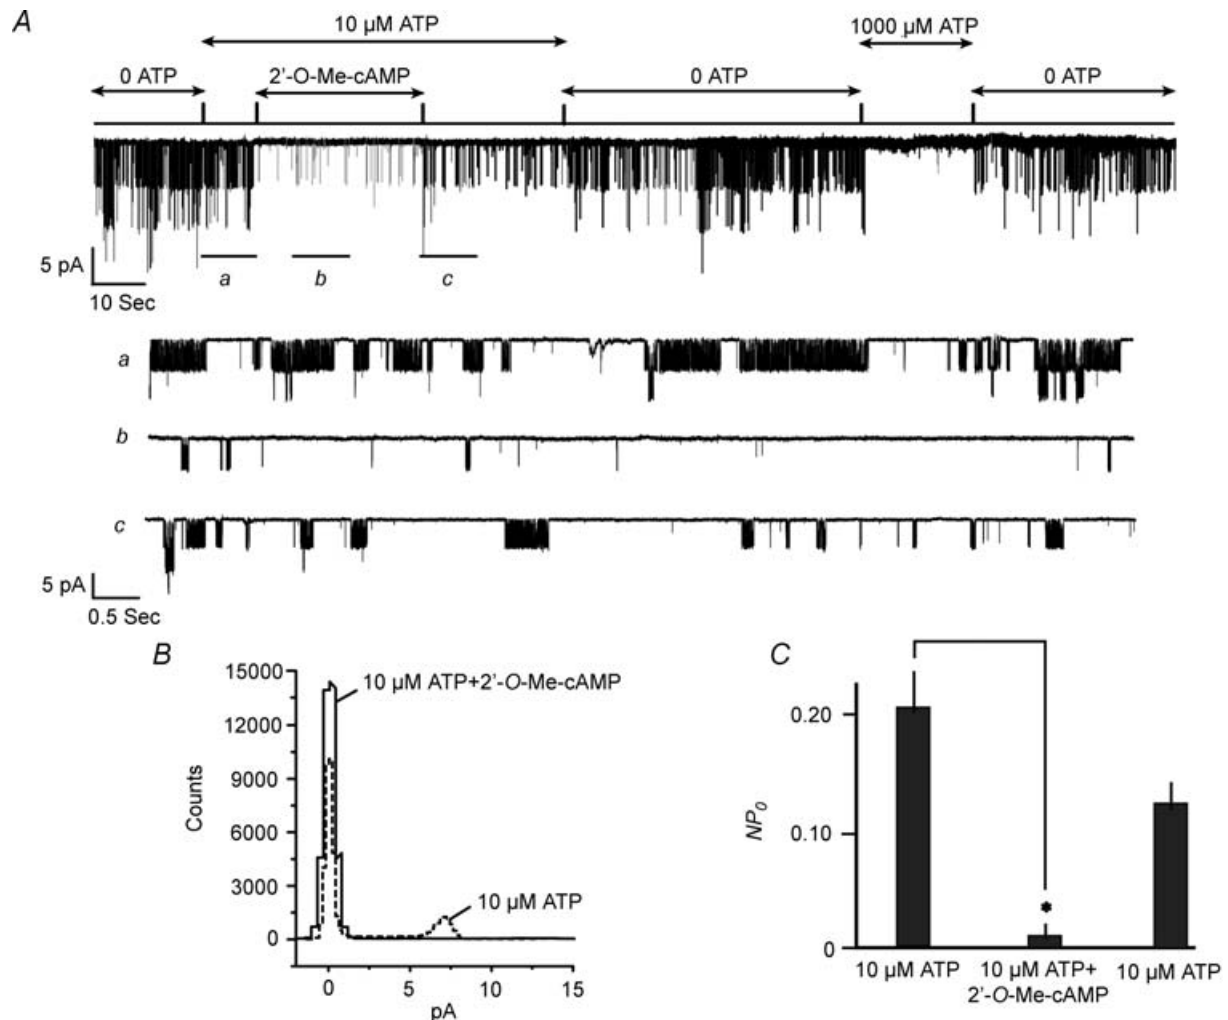 A
10 µM ATP
1000 µM ATP
0 ATP
2'-O-Me-cAMP
0 ATP
0 ATP
5 pA
10 Sec
a
b
c
a
b
c
5 pA
0.5 Sec
B
15000
12000
9000
6000
3000
0
Counts
10 µM ATP+2'-O-Me-cAMP
10 µM ATP
0
5
10
15
pA
C
0.20
0.10
0
NP0
*
10 µM ATP
10 µM ATP+
2'-O-Me-cAMP
10 µM ATP